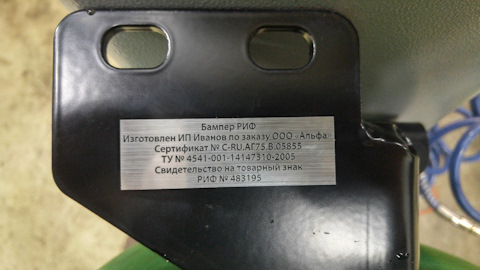 Бампер РИФ
Изготовлен ИП Иванов по заказу ООО «Альфа»
Сертификат № C-RU.АГ75.В.05855
ТУ № 4541-001-14147310-2005
Свидетельство на товарный знак
РИФ № 483195